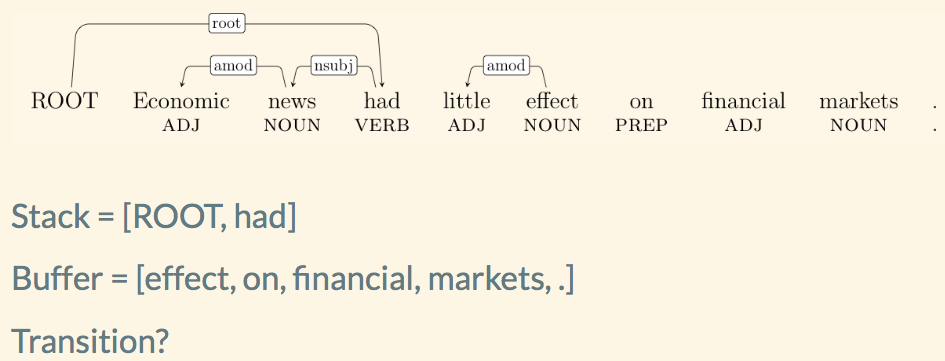 root
amod nsubj amod
ROOT Economic news had little effect on financial markets .
ADJ NOUN VERB ADJ NOUN PREP ADJ NOUN .
Stack = [ROOT, had]
Buffer = [effect, on, financial, markets, .]
Transition?